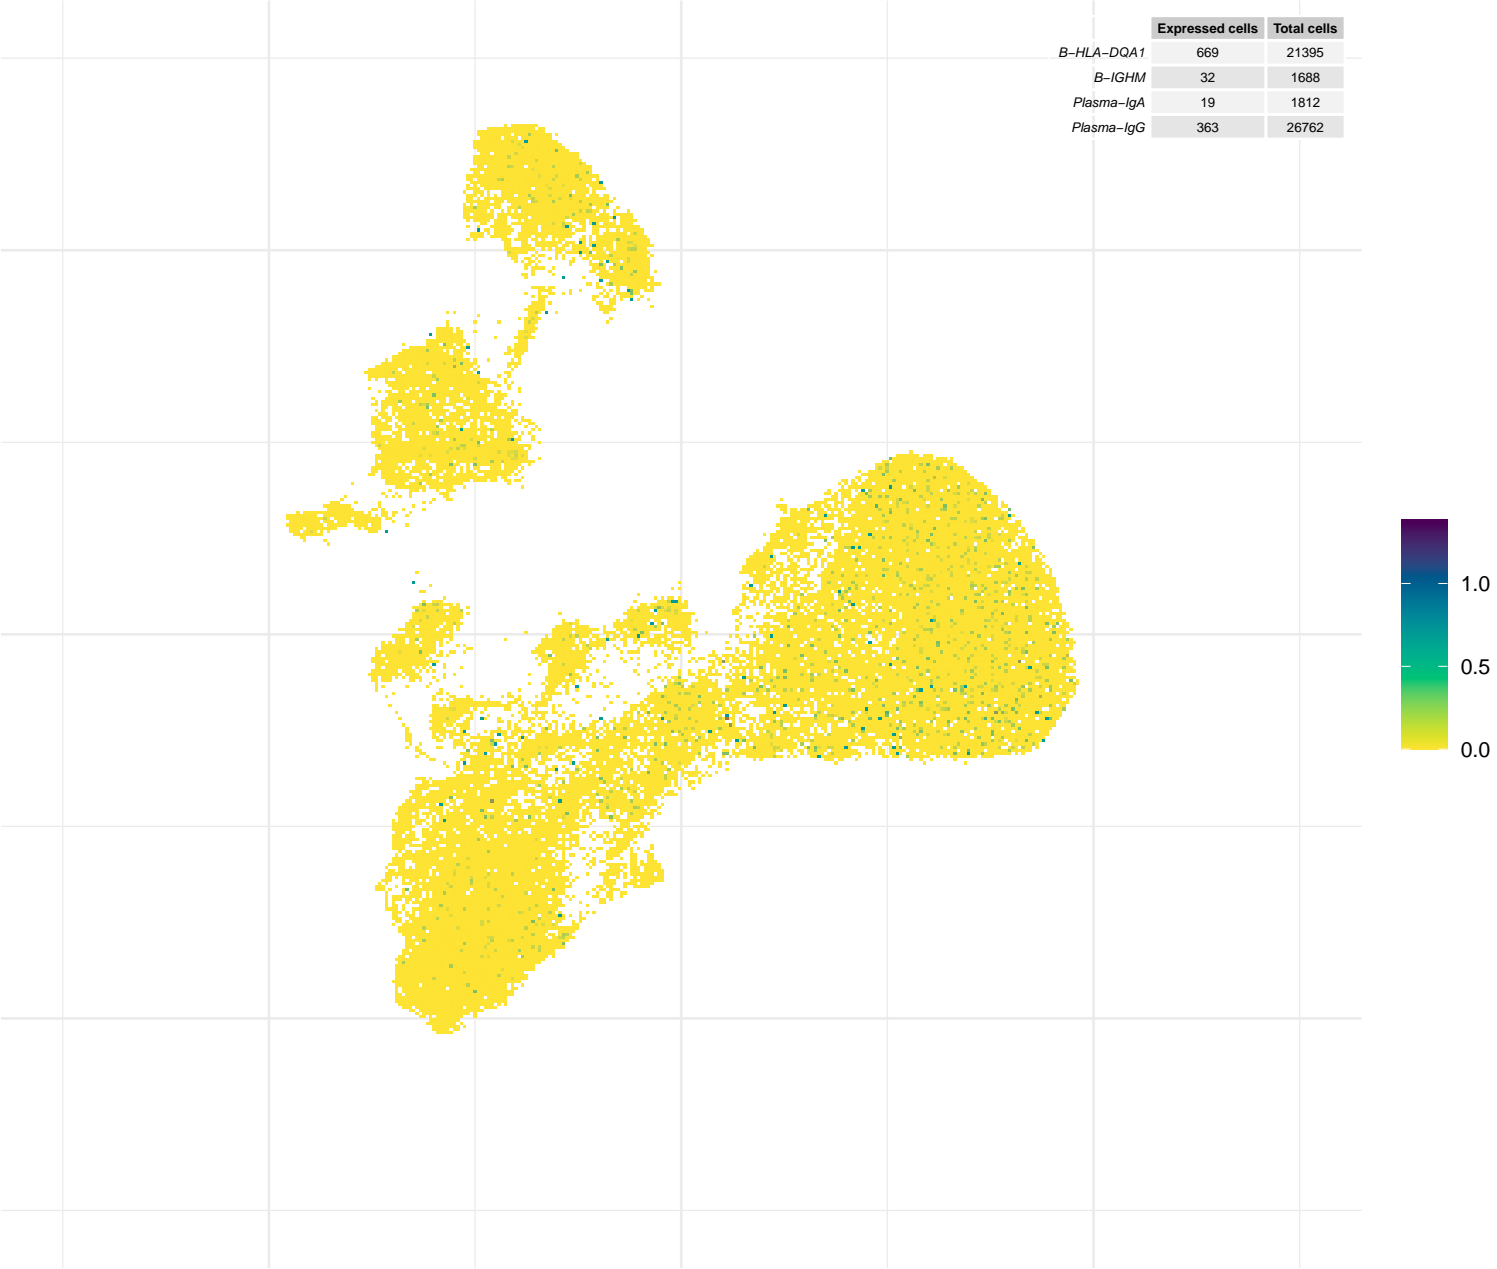 Expressed cells Total cells
B−HLA−DQA1 669 21395
B−IGHM 32 1688
Plasma−IgA 19 1812
Plasma−IgG 363 26762
1.0
0.5
0.0